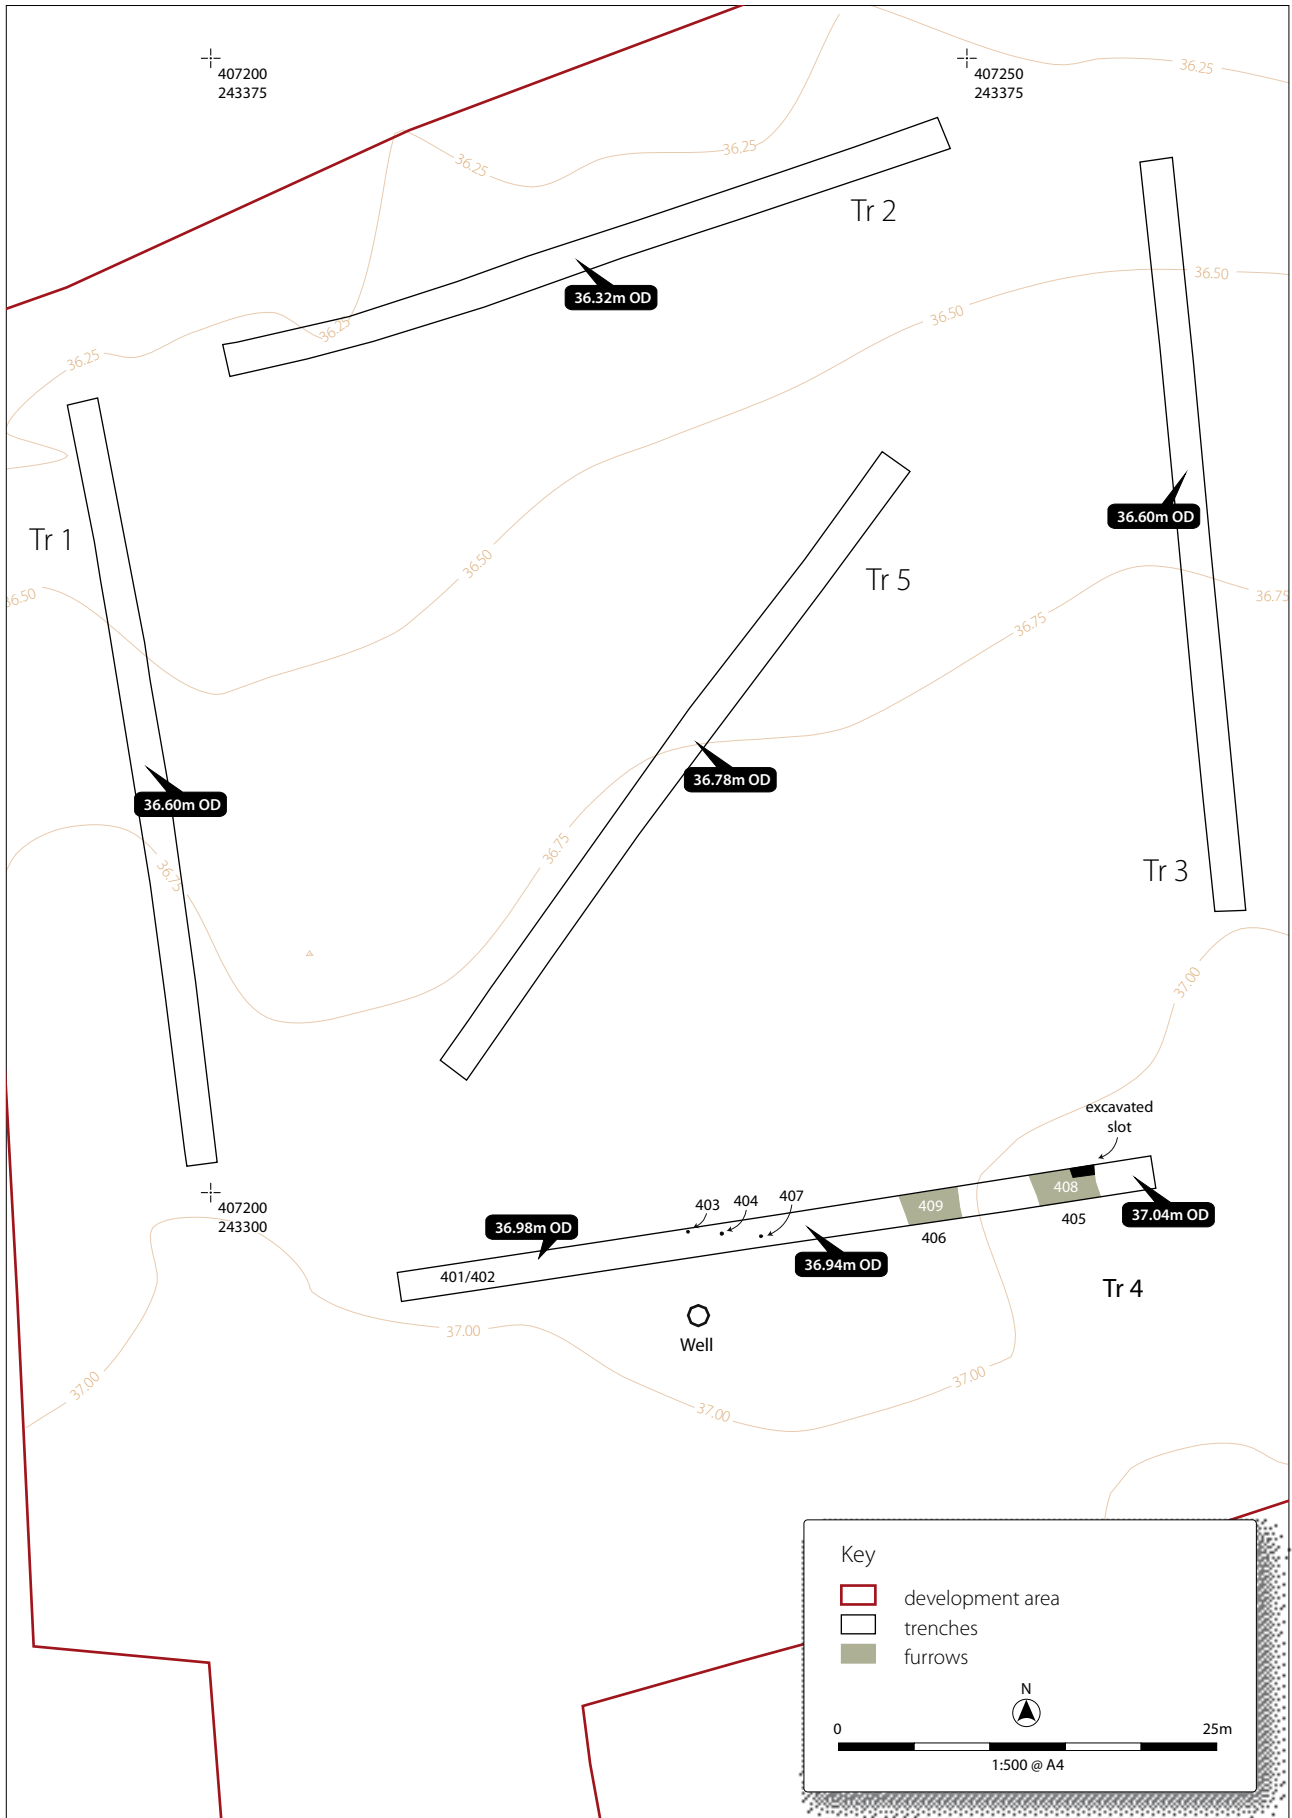 407200
243375
407250
243375
36.25
36.25
36.25
Tr 2
36.50
36.32m OD
36.50
36.25
36.25
Tr 1
36.60m OD
36.50
Tr 5
36.50
36.75
36.75
36.78m OD
36.60m OD
36.75
36.75
Tr 3
37.00
excavated
slot
407200
243300
403
404
407
409
408
36.98m OD
37.04m OD
405
406
36.94m OD
401/402
Tr 4
37.00
Well
37.00
37.00
37.00
Key
development area
trenches
furrows
N
0
25m
1:500 @ A4